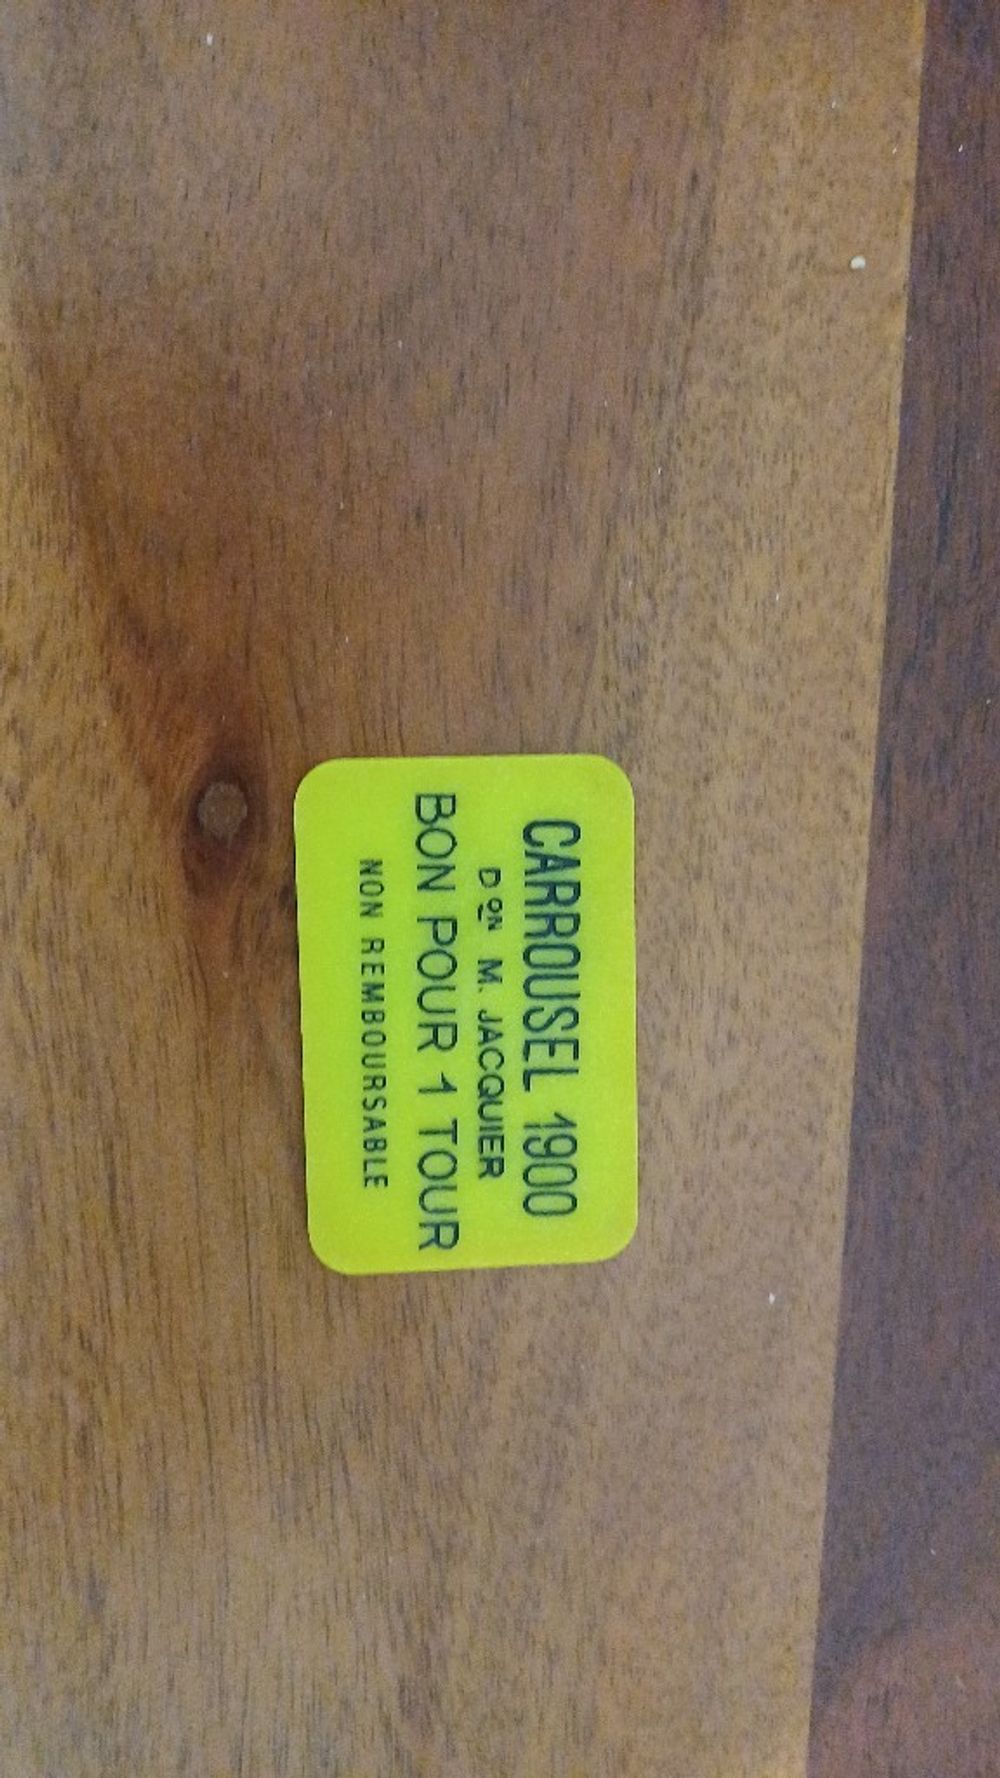 CARROUSEL 1900
DON M. JACQUIER
BON POUR 1 TOUR
NON REMBOURSABLE